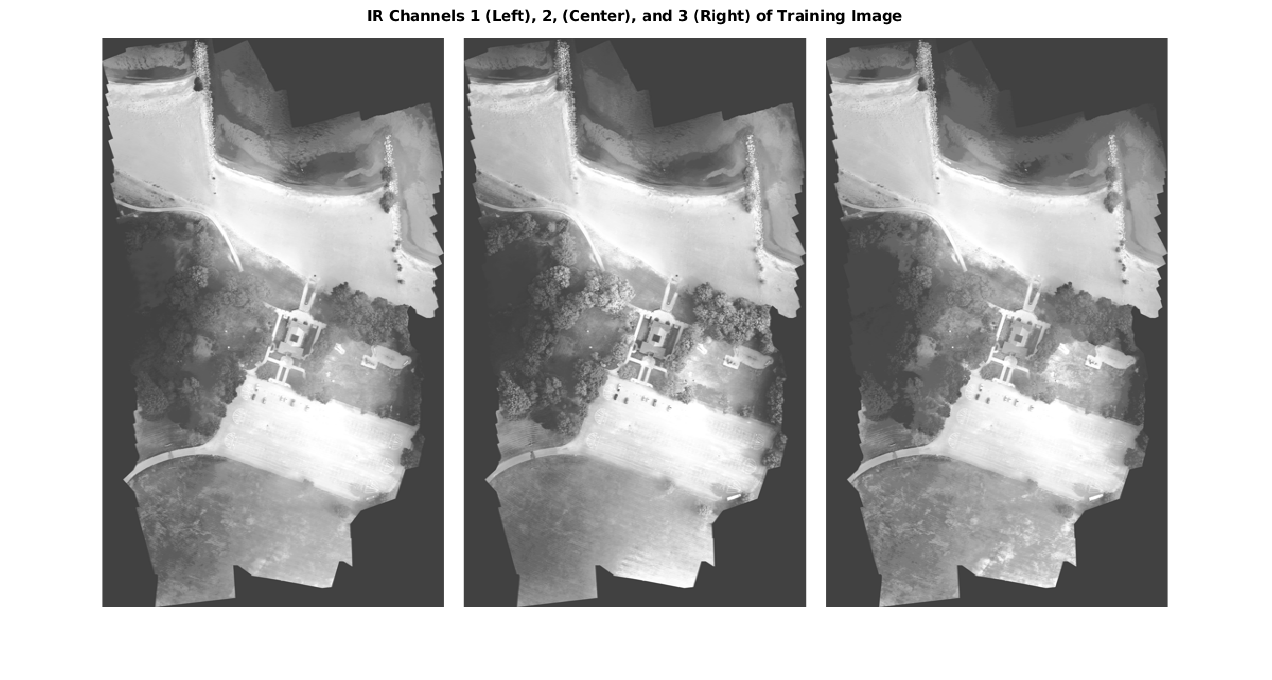 IR Channels 1 (Left), 2, (Center), and 3 (Right) of Training Image